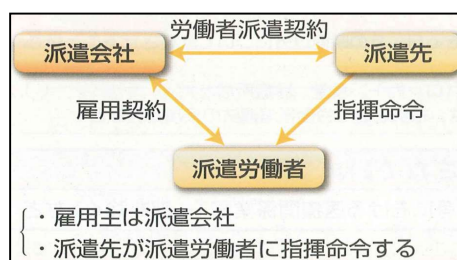 労働者派遣契約
派遣会社
派遣先
雇用契約
指揮命令
派遣労働者
・雇用主は派遣会社
・派遣先が派遣労働者に指揮命令する